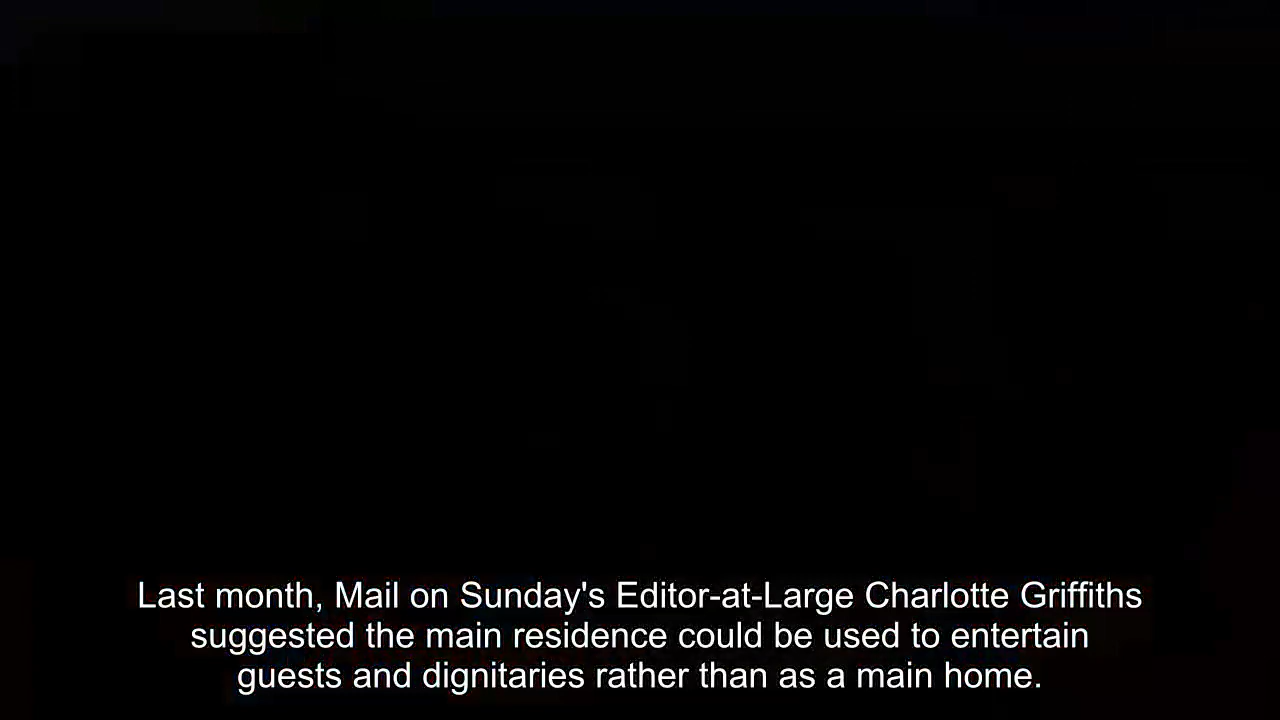 Last month, Mail on Sunday's Editor-at-Large Charlotte Griffiths
suggested the main residence could be used to entertain
guests and dignitaries rather than as a main home.